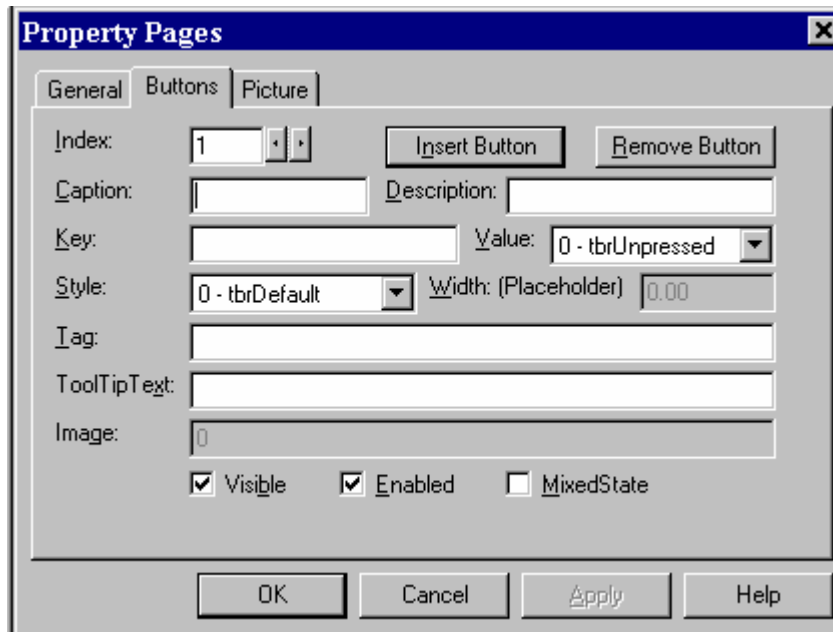 Property Pages
General Buttons Picture
Index: 1 Insert Button Remove Button
Caption: Description:
Key: Value: 0 - tbrUnpressed
Style: 0 - tbrDefault Width: (Placeholder) 0.00
Tag:
ToolTipText:
Image: 0
Visible Enabled MixedState
OK Cancel Apply Help